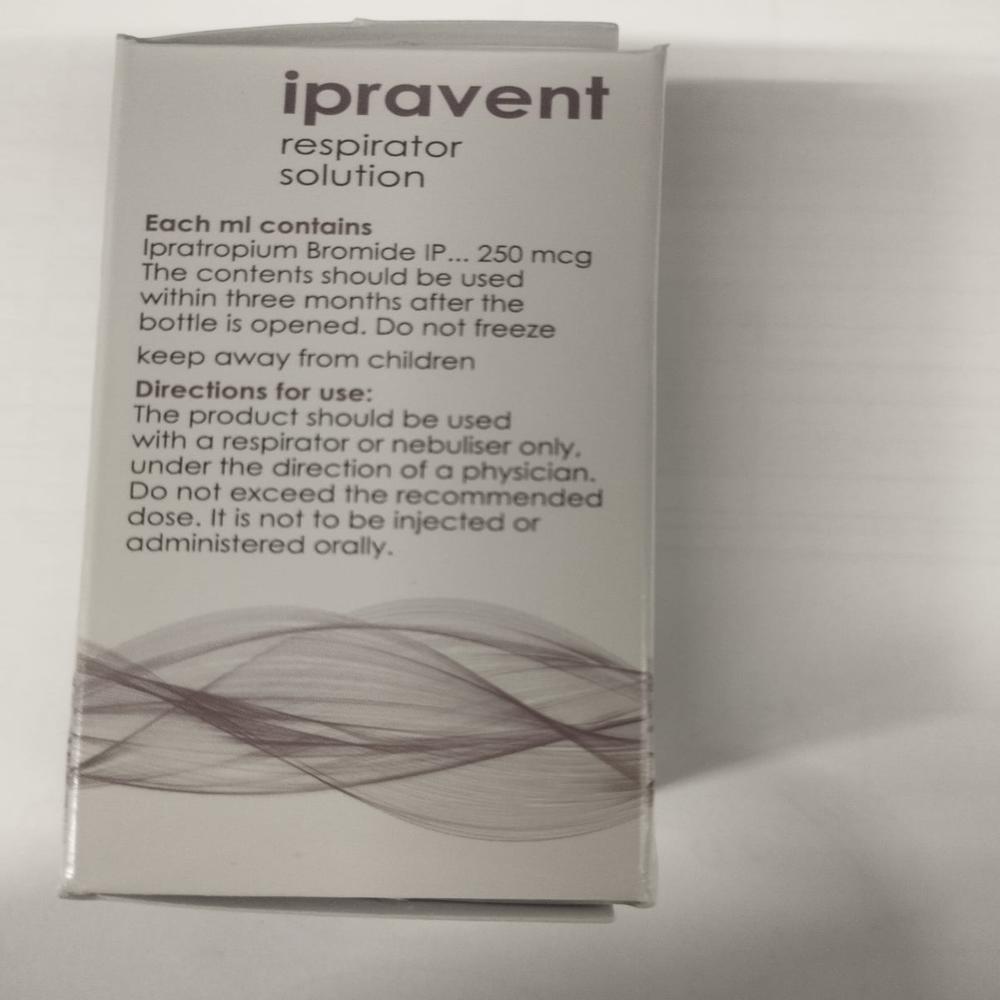 ipravent
respirator
solution
Each ml contains
Ipratropium Bromide IP... 250 mcg
The contents should be used
within three months after the
bottle is opened. Do not freeze
keep away from children
Directions for use:
The product should be used
with a respirator or nebuliser only,
under the direction of a physician.
Do not exceed the recommended
dose. It is not to be injected or
administered orally.